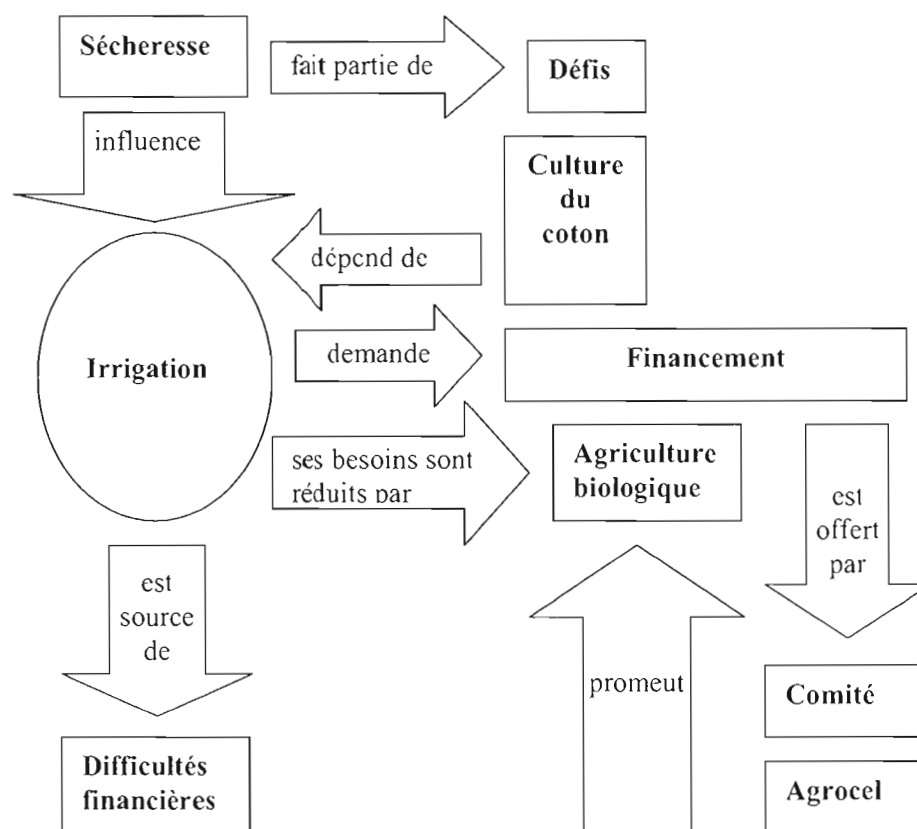 Sécheresse
fait partie de
Défis
influence
Culture
du
coton
dépend de
Irrigation
demande
Financement
ses besoins sont
réduits par
Agriculture
biologique
est
offert
par
est
source
de
promeut
Comité
Difficultés
financières
Agrocel